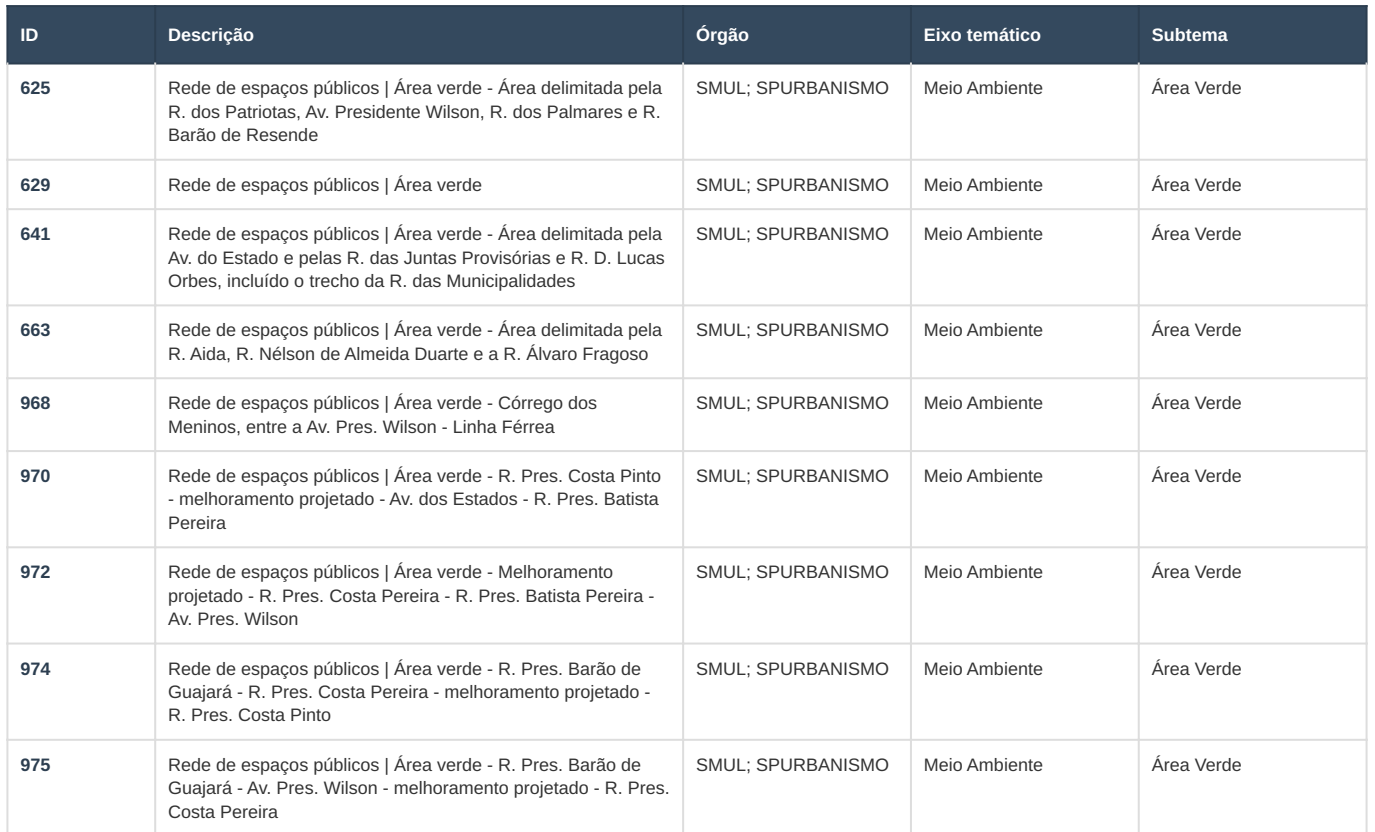 ID Descrição Órgão Eixo temático Subtema
625 Rede de espaços públicos | Área verde - Área delimitada pela SMUL; SPURBANISMO Meio Ambiente Área Verde
R. dos Patriotas, Av. Presidente Wilson, R. dos Palmares e R.
Barão de Resende
629 Rede de espaços públicos | Área verde SMUL; SPURBANISMO Meio Ambiente Área Verde
641 Rede de espaços públicos | Área verde - Área delimitada pela SMUL; SPURBANISMO Meio Ambiente Área Verde
Av. do Estado e pelas R. das Juntas Provisórias e R. D. Lucas
Orbes, incluído o trecho da R. das Municipalidades
663 Rede de espaços públicos | Área verde - Área delimitada pela SMUL; SPURBANISMO Meio Ambiente Área Verde
R. Aida, R. Nélson de Almeida Duarte e a R. Álvaro Fragoso
968 Rede de espaços públicos | Área verde - Córrego dos SMUL; SPURBANISMO Meio Ambiente Área Verde
Meninos, entre a Av. Pres. Wilson - Linha Férrea
970 Rede de espaços públicos | Área verde - R. Pres. Costa Pinto SMUL; SPURBANISMO Meio Ambiente Área Verde
- melhoramento projetado - Av. dos Estados - R. Pres. Batista
Pereira
972 Rede de espaços públicos | Área verde - Melhoramento SMUL; SPURBANISMO Meio Ambiente Área Verde
projetado - R. Pres. Costa Pereira - R. Pres. Batista Pereira -
Av. Pres. Wilson
974 Rede de espaços públicos | Área verde - R. Pres. Barão de SMUL; SPURBANISMO Meio Ambiente Área Verde
Guajará - R. Pres. Costa Pereira - melhoramento projetado -
R. Pres. Costa Pinto
975 Rede de espaços públicos | Área verde - R. Pres. Barão de SMUL; SPURBANISMO Meio Ambiente Área Verde
Guajará - Av. Pres. Wilson - melhoramento projetado - R. Pres.
Costa Pereira